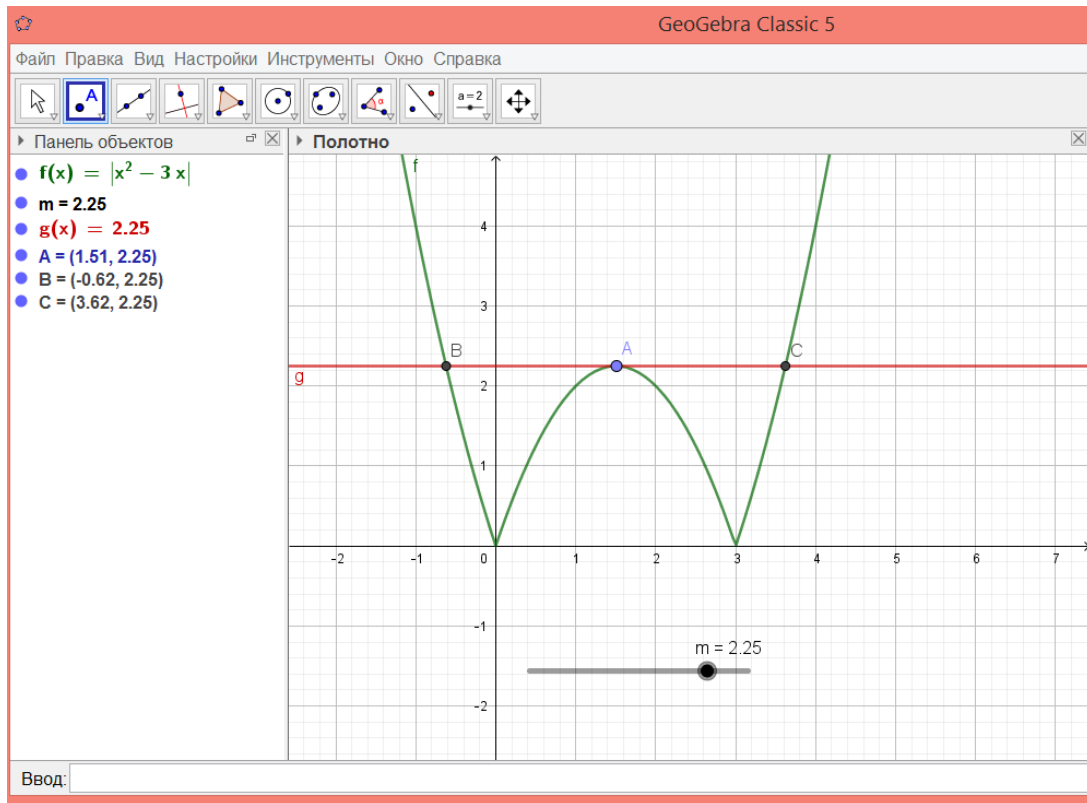 GeoGebra Classic 5
Файл Правка Вид Настройки Инструменты Окно Справка
A
α
a=2
Панель объектов
Полотно
f(x) = |x² − 3 x|
m = 2.25
g(x) = 2.25
A = (1.51, 2.25)
B = (-0.62, 2.25)
C = (3.62, 2.25)
f
4
3
B A C
g
2
1
-2 -1 0 1 2 3 4 5 6 7
-1
m = 2.25
-2
Ввод: